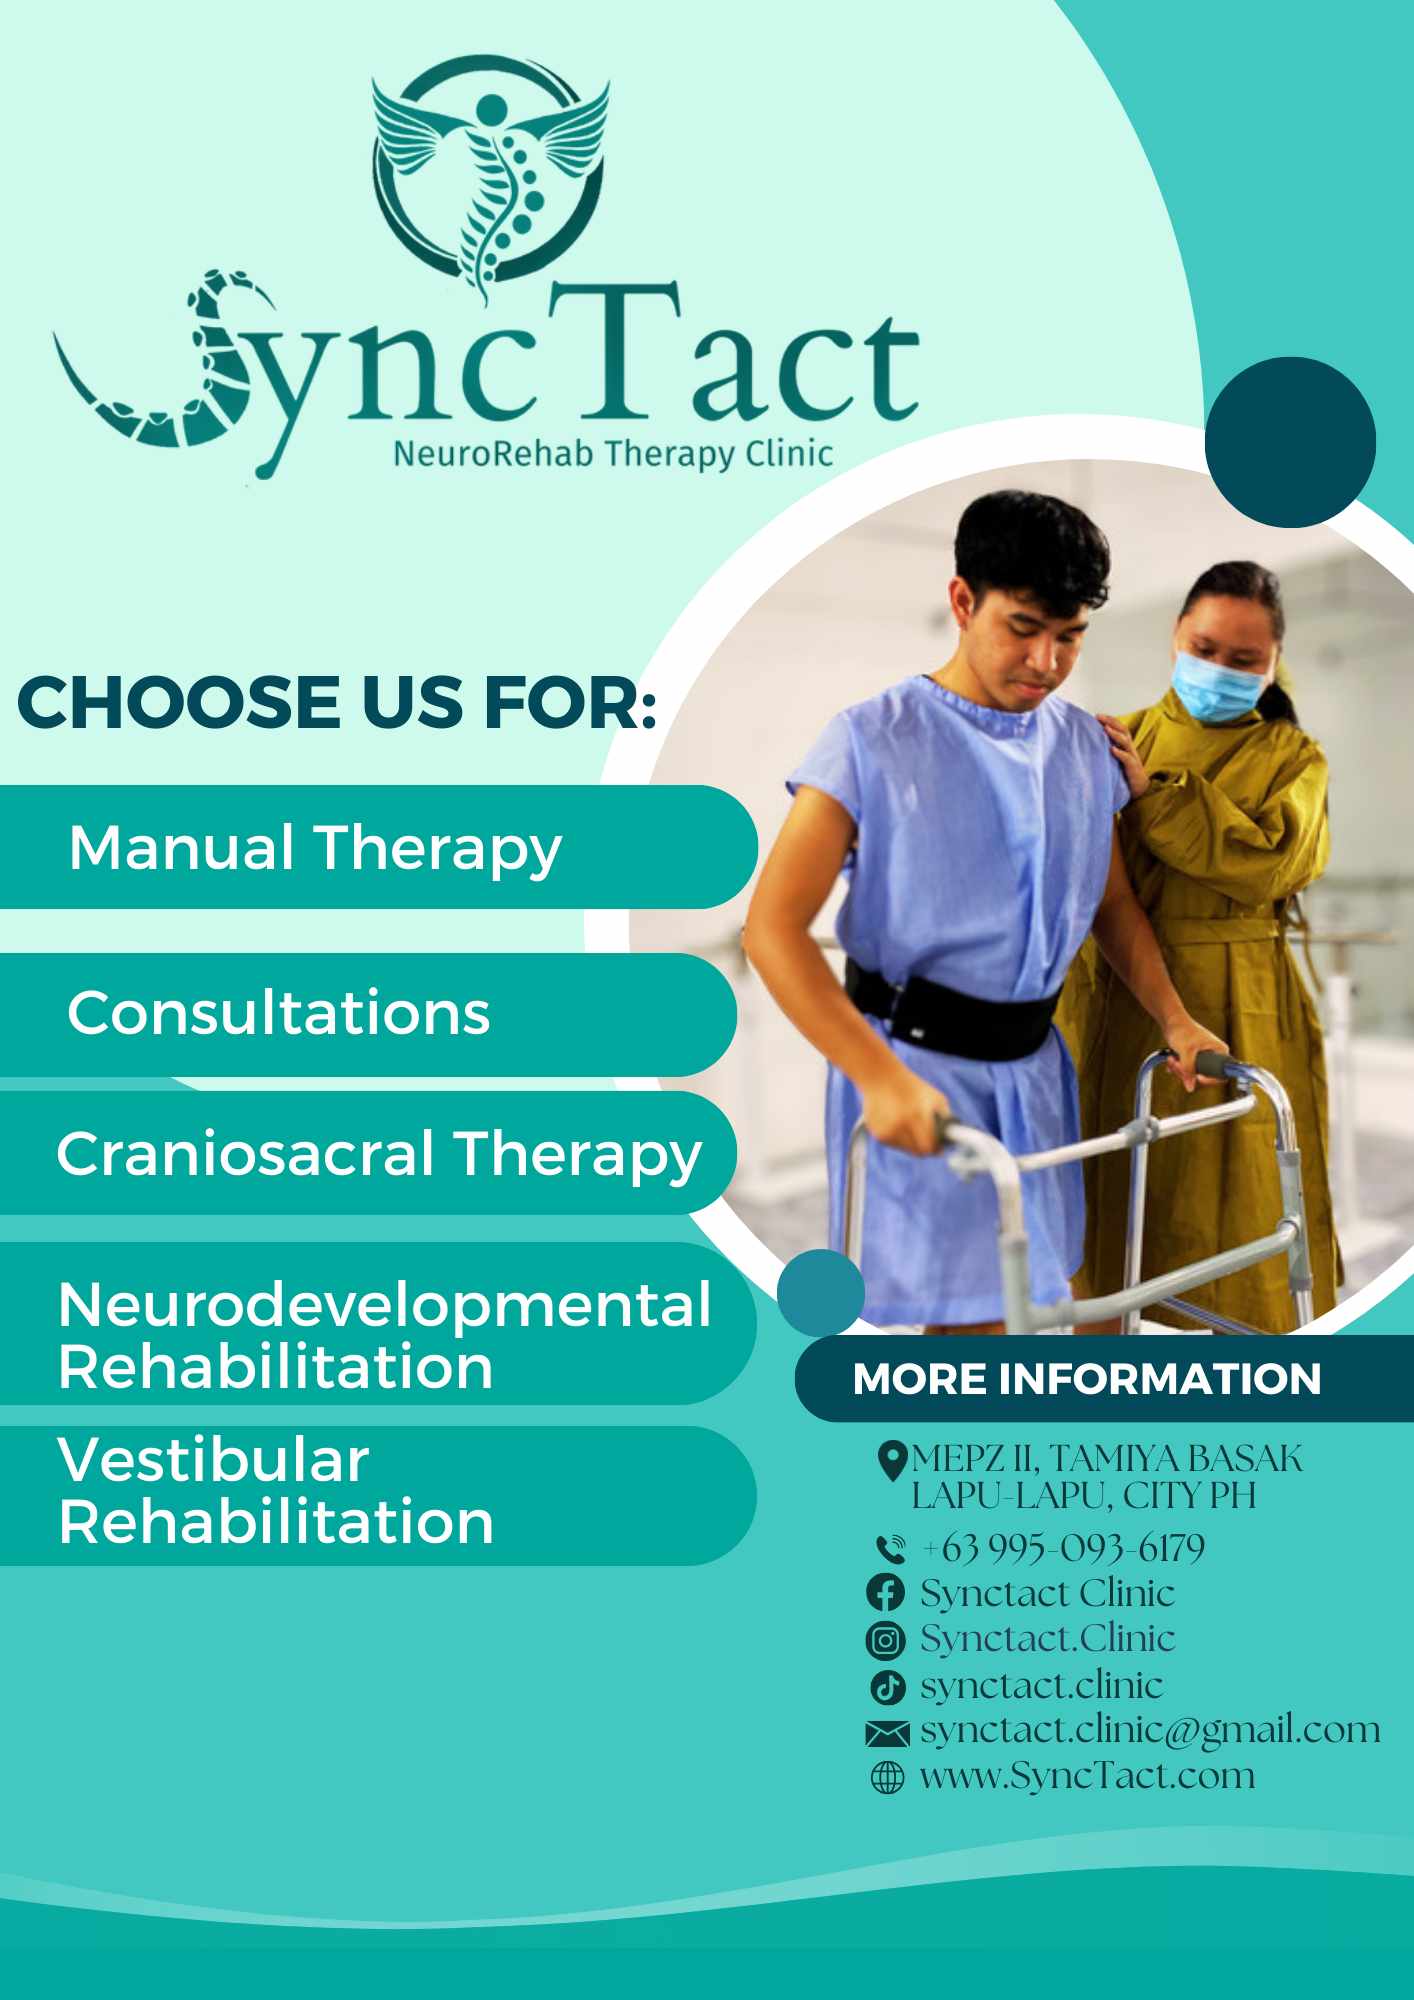 SyncTact
NeuroRehab Therapy Clinic
CHOOSE US FOR:
Manual Therapy
Consultations
Craniosacral Therapy
Neurodevelopmental
Rehabilitation
Vestibular
Rehabilitation
MORE INFORMATION
MEPZ II, TAMIYA BASAK
LAPU-LAPU, CITY PH
+63 995-093-6179
Synctact Clinic
Synctact.Clinic
synctact.clinic
synctact.clinic@gmail.com
www.SyncTact.com